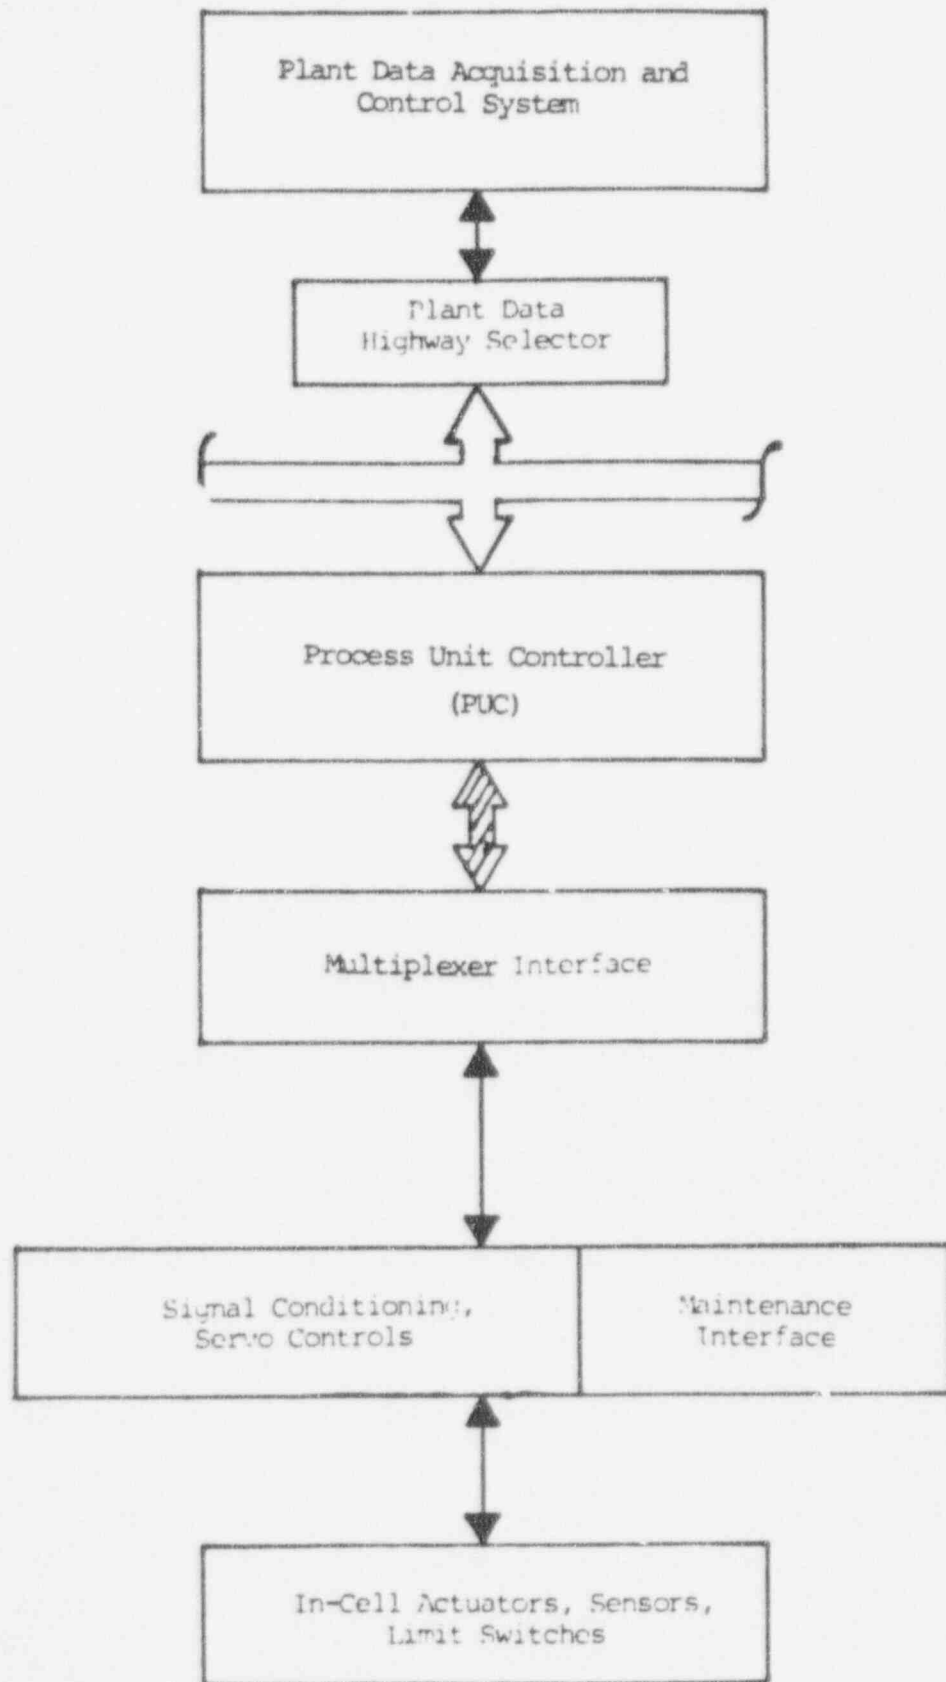 Plant Data Acquisition and
Control System
Plant Data
Highway Selector
Process Unit Controller
(PUC)
Multiplexer Interface
Signal Conditioning,
Servo Controls
Maintenance
Interface
In-Cell Actuators, Sensors,
Limit Switches